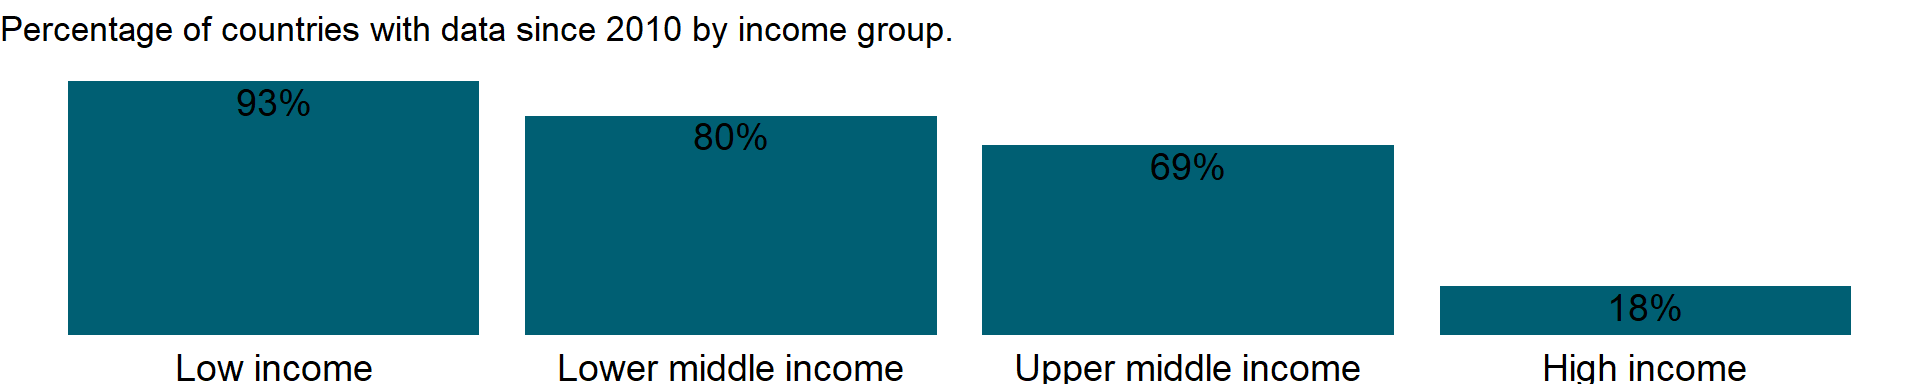 Percentage of countries with data since 2010 by income group.
93%
80%
69%
18%
Low income
Lower middle income
Upper middle income
High income